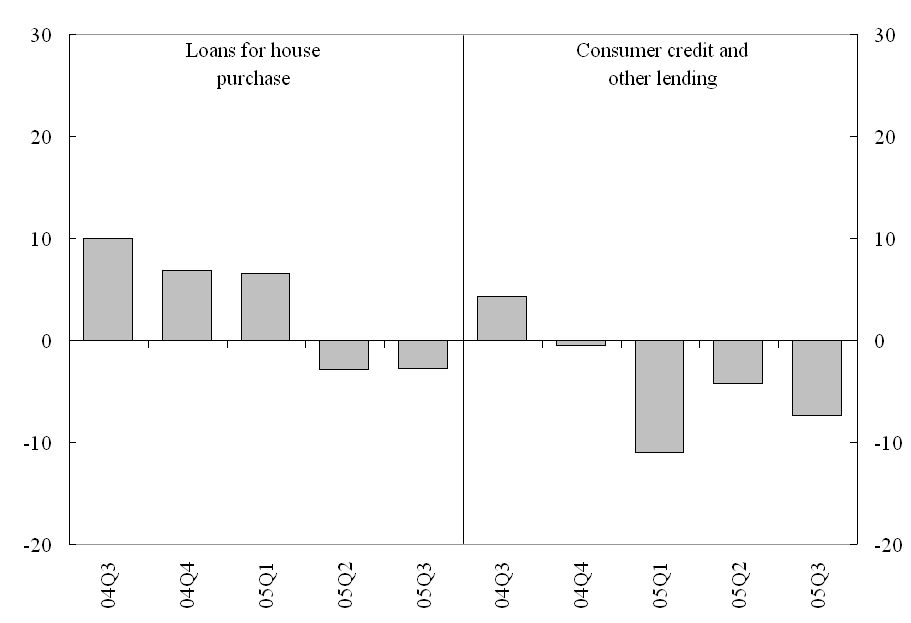 Loans for house
purchase
Consumer credit and
other lending
30
20
10
0
-10
-20
30
20
10
0
-10
-20
04Q3
04Q4
05Q1
05Q2
05Q3
04Q3
04Q4
05Q1
05Q2
05Q3